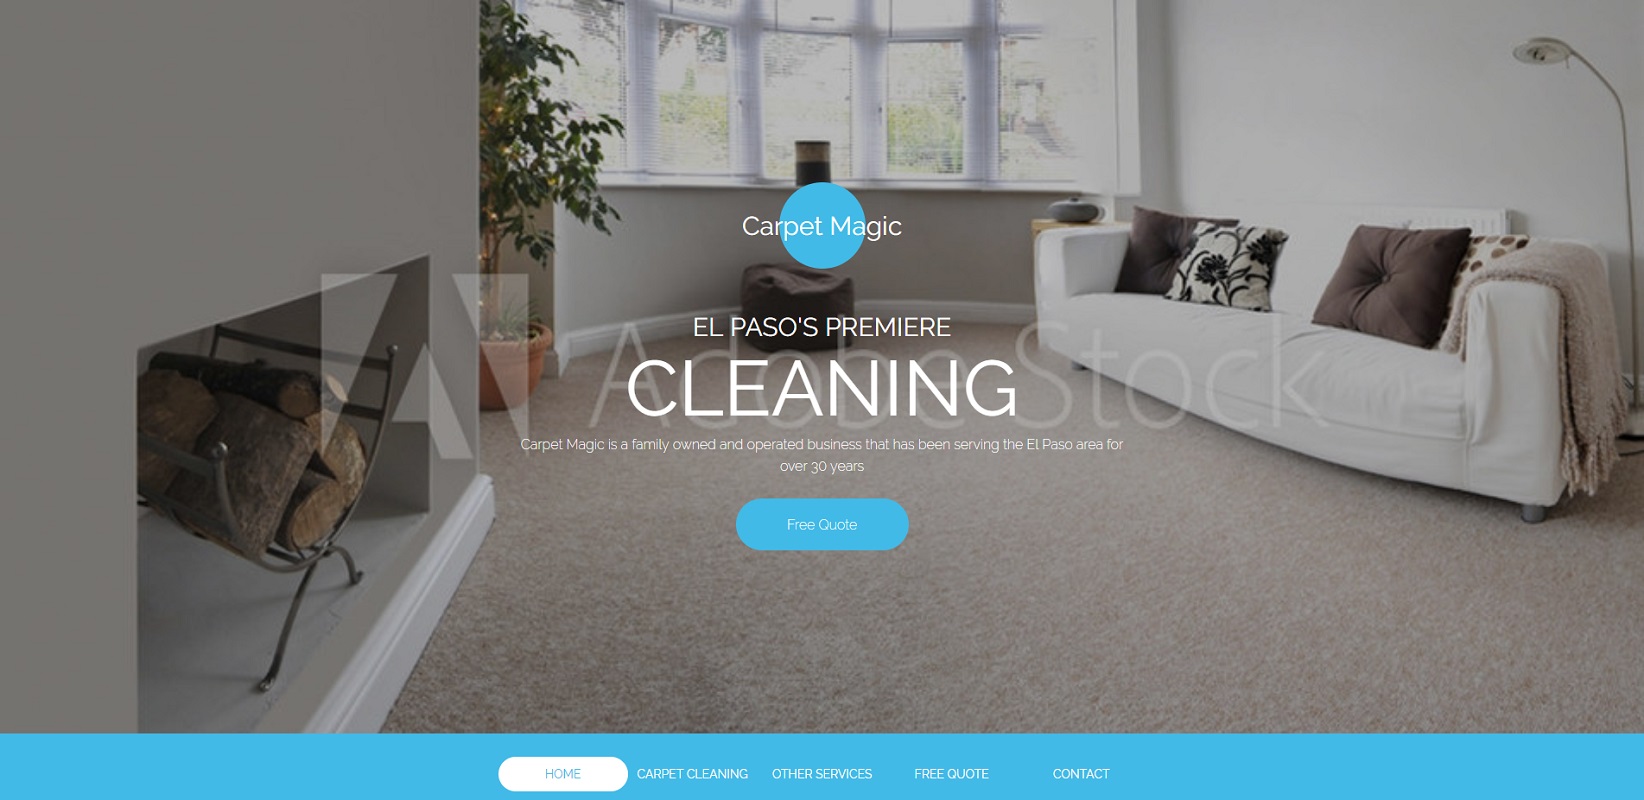 Carpet Magic
EL PASO'S PREMIERE
CLEANING
Adobe Stock
Carpet Magic is a family owned and operated business that has been serving the El Paso area for
over 30 years
Free Quote
HOME CARPET CLEANING OTHER SERVICES FREE QUOTE CONTACT